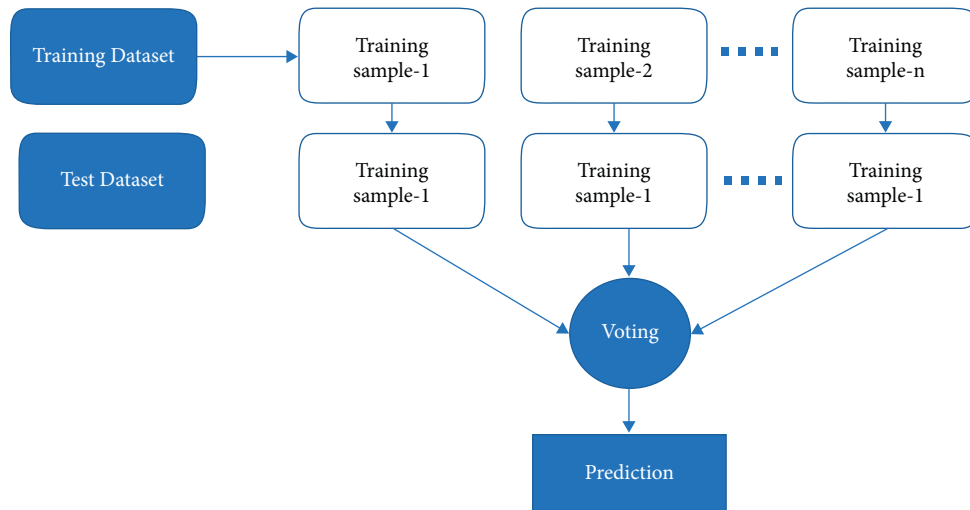 Training Dataset
Training
sample-1
Training
sample-2
Training
sample-n
Test Dataset
Training
sample-1
Training
sample-1
Training
sample-1
Voting
Prediction